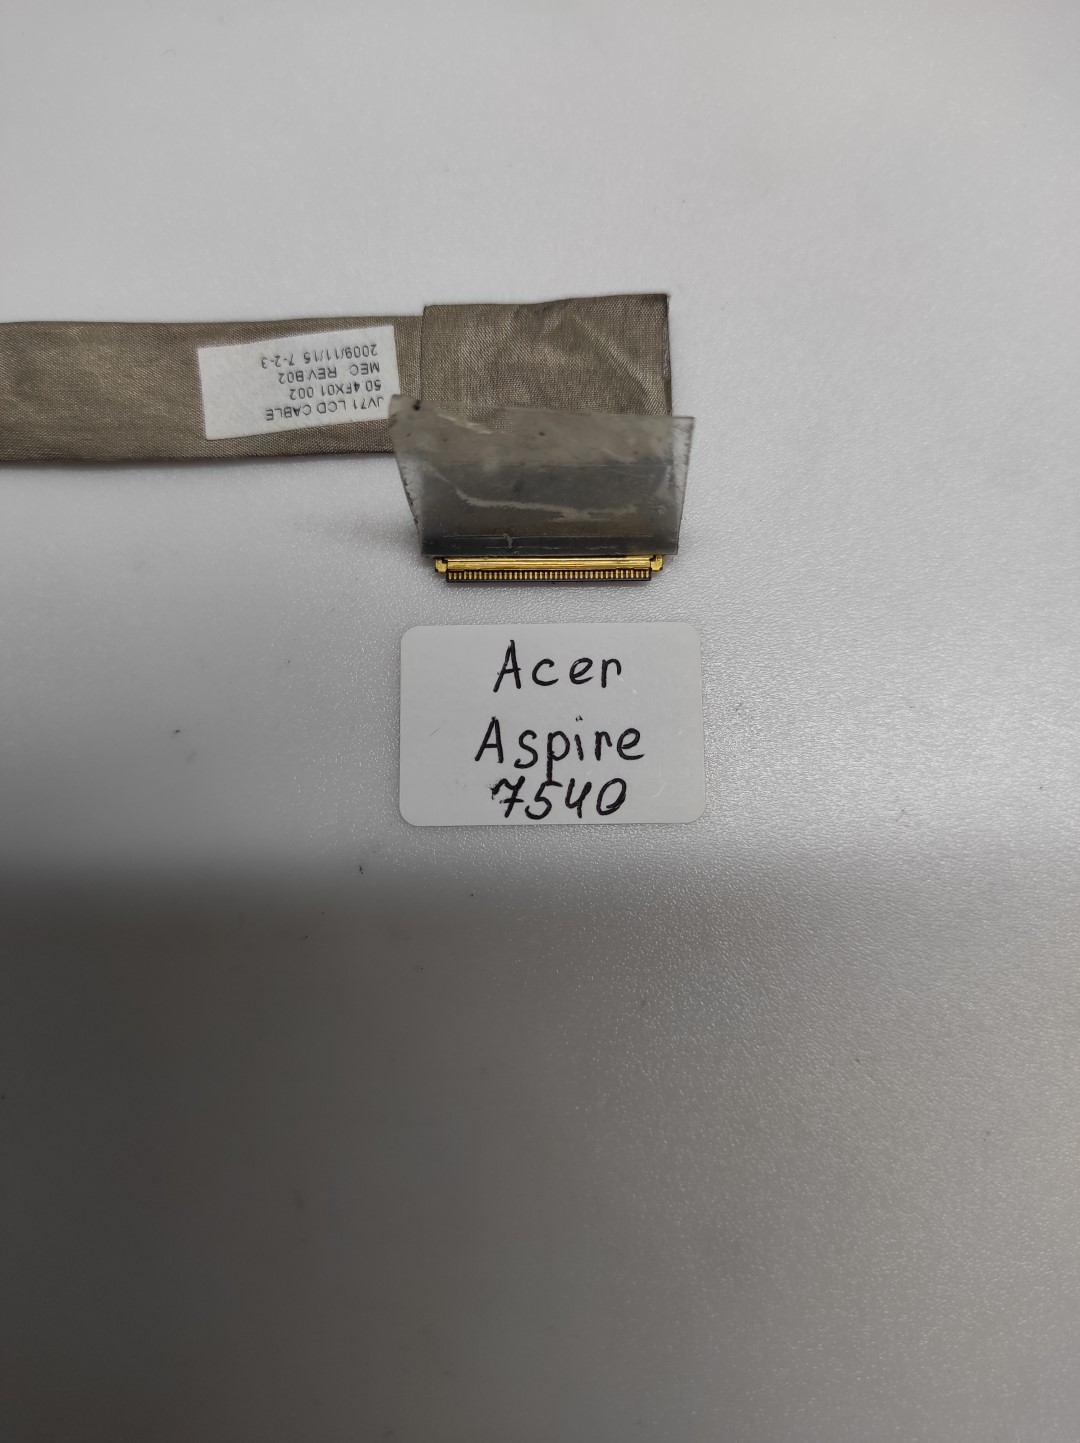 JV71 LCD CABLE
50.4FX01.002
MEC REV:B02
2009/11/15 7-2-3
Acer
Aspire
7540